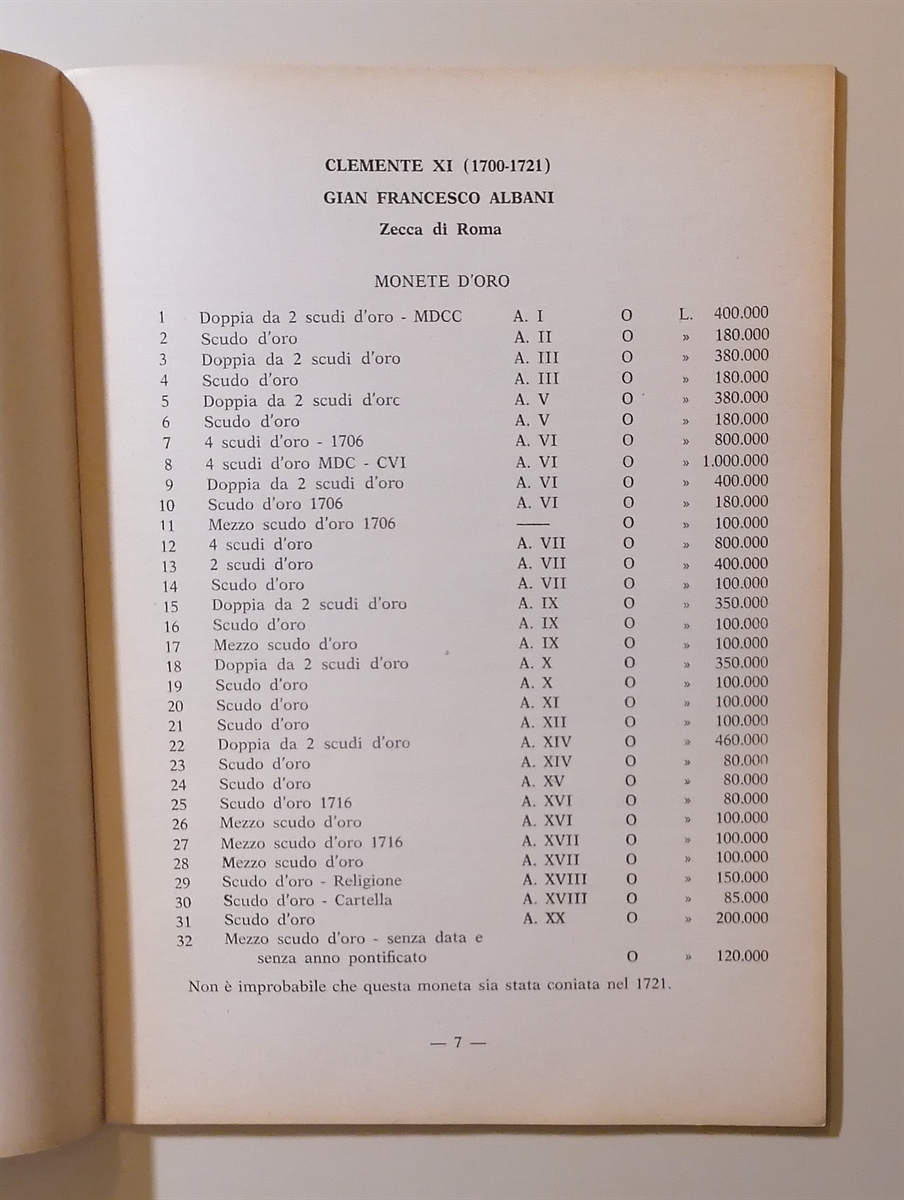 CLEMENTE XI (1700-1721)
GIAN FRANCESCO ALBANI
Zecca di Roma
MONETE D'ORO
1 Doppia da 2 scudi d'oro - MDCC A. I O L. 400.000
2 Scudo d'oro A. II O » 180.000
3 Doppia da 2 scudi d'oro A. III O » 380.000
4 Scudo d'oro A. III O » 180.000
5 Doppia da 2 scudi d'orc A. V O » 380.000
6 Scudo d'oro A. V O » 180.000
7 4 scudi d'oro - 1706 A. VI O » 800.000
8 4 scudi d'oro MDC - CVI A. VI O » 1.000.000
9 Doppia da 2 scudi d'oro A. VI O » 400.000
10 Scudo d'oro 1706 A. VI O » 180.000
11 Mezzo scudo d'oro 1706 —— O » 100.000
12 4 scudi d'oro A. VII O » 800.000
13 2 scudi d'oro A. VII O » 400.000
14 Scudo d'oro A. VII O » 100.000
15 Doppia da 2 scudi d'oro A. IX O » 350.000
16 Scudo d'oro A. IX O » 100.000
17 Mezzo scudo d'oro A. IX O » 100.000
18 Doppia da 2 scudi d'oro A. X O » 350.000
19 Scudo d'oro A. X O » 100.000
20 Scudo d'oro A. XI O » 100.000
21 Scudo d'oro A. XII O » 100.000
22 Doppia da 2 scudi d'oro A. XIV O » 460.000
23 Scudo d'oro A. XIV O » 80.000
24 Scudo d'oro A. XV O » 80.000
25 Scudo d'oro 1716 A. XVI O » 80.000
26 Mezzo scudo d'oro A. XVI O » 100.000
27 Mezzo scudo d'oro 1716 A. XVII O » 100.000
28 Mezzo scudo d'oro A. XVII O » 100.000
29 Scudo d'oro - Religione A. XVIII O » 150.000
30 Scudo d'oro - Cartella A. XVIII O » 85.000
31 Scudo d'oro A. XX O » 200.000
32 Mezzo scudo d'oro - senza data e
senza anno pontificato O » 120.000
Non è improbabile che questa moneta sia stata coniata nel 1721.
— 7 —